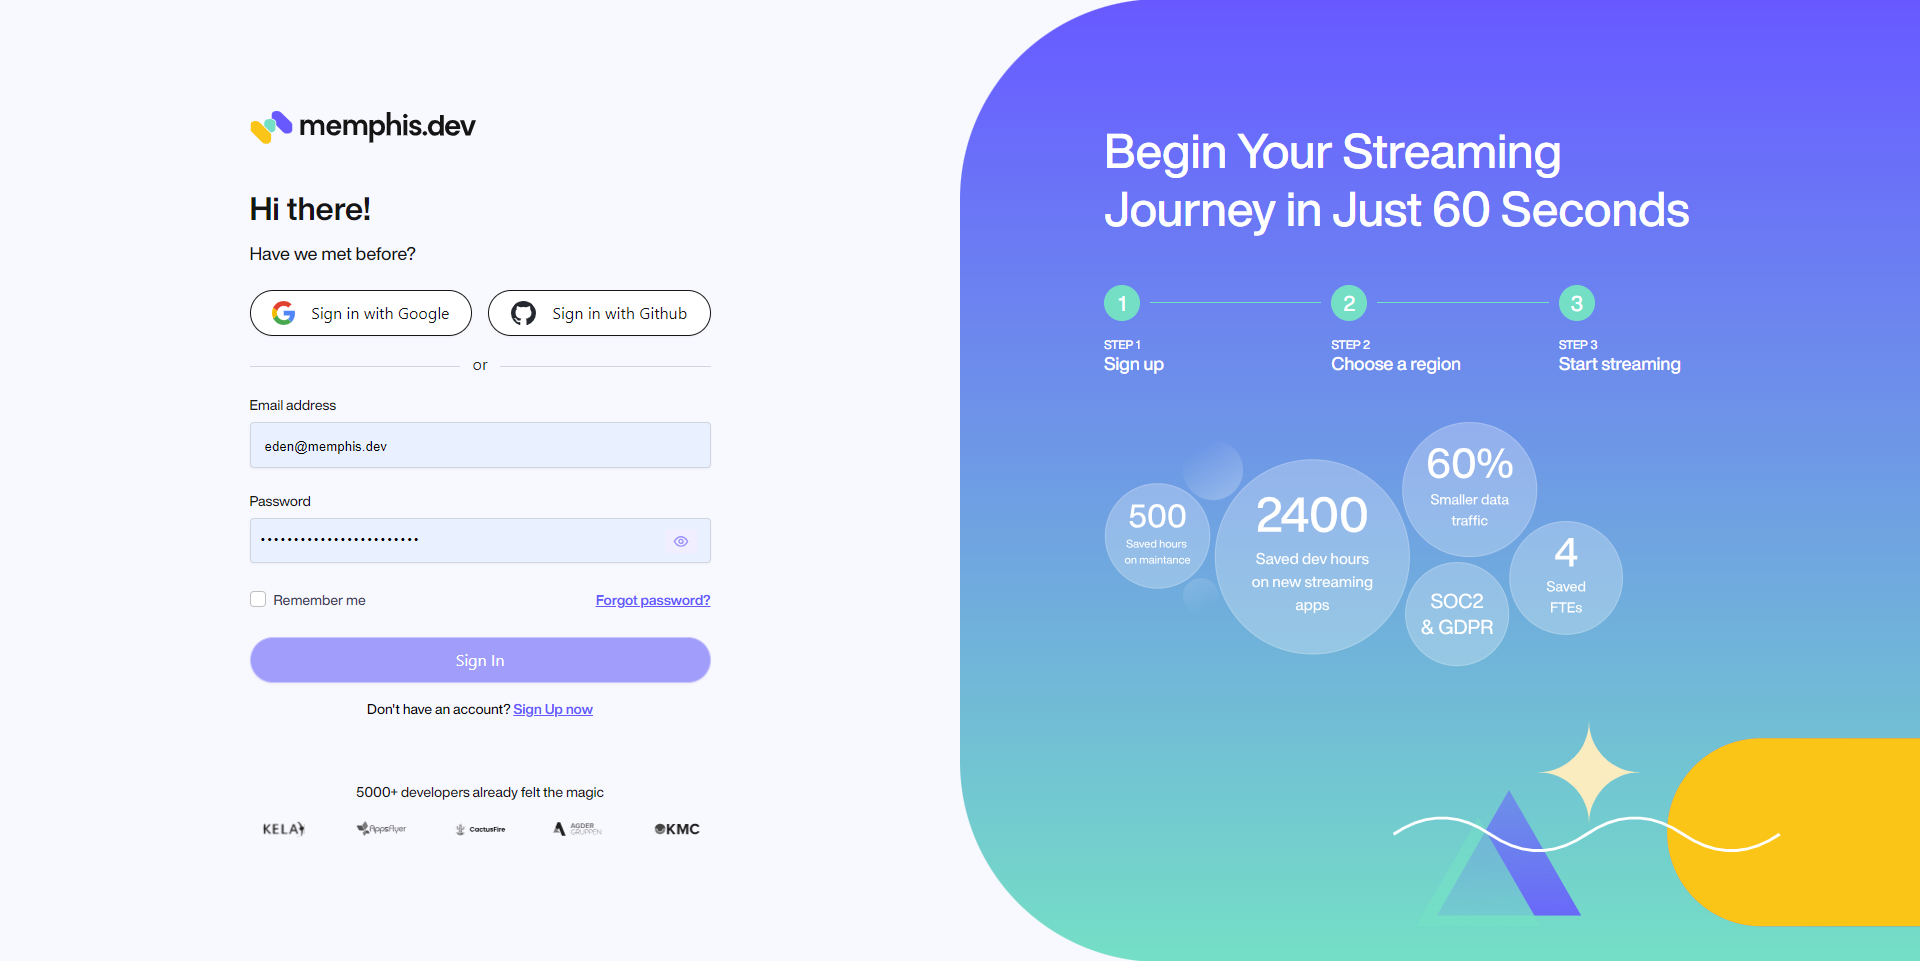 memphis.dev
Hi there!
Have we met before?
Sign in with Google
Sign in with Github
or
Email address
eden@memphis.dev
Password
••••••••••••••••••••••••
Remember me
Forgot password?
Sign In
Don't have an account? Sign Up now
5000+ developers already felt the magic
KELA
AppsFlyer
CactusFire
AGDER
GRUPPEN
KMC
Begin Your Streaming
Journey in Just 60 Seconds
1
2
3
STEP 1
Sign up
STEP 2
Choose a region
STEP 3
Start streaming
500
Saved hours
on maintance
2400
Saved dev hours
on new streaming
apps
60%
Smaller data
traffic
SOC2
& GDPR
4
Saved
FTEs